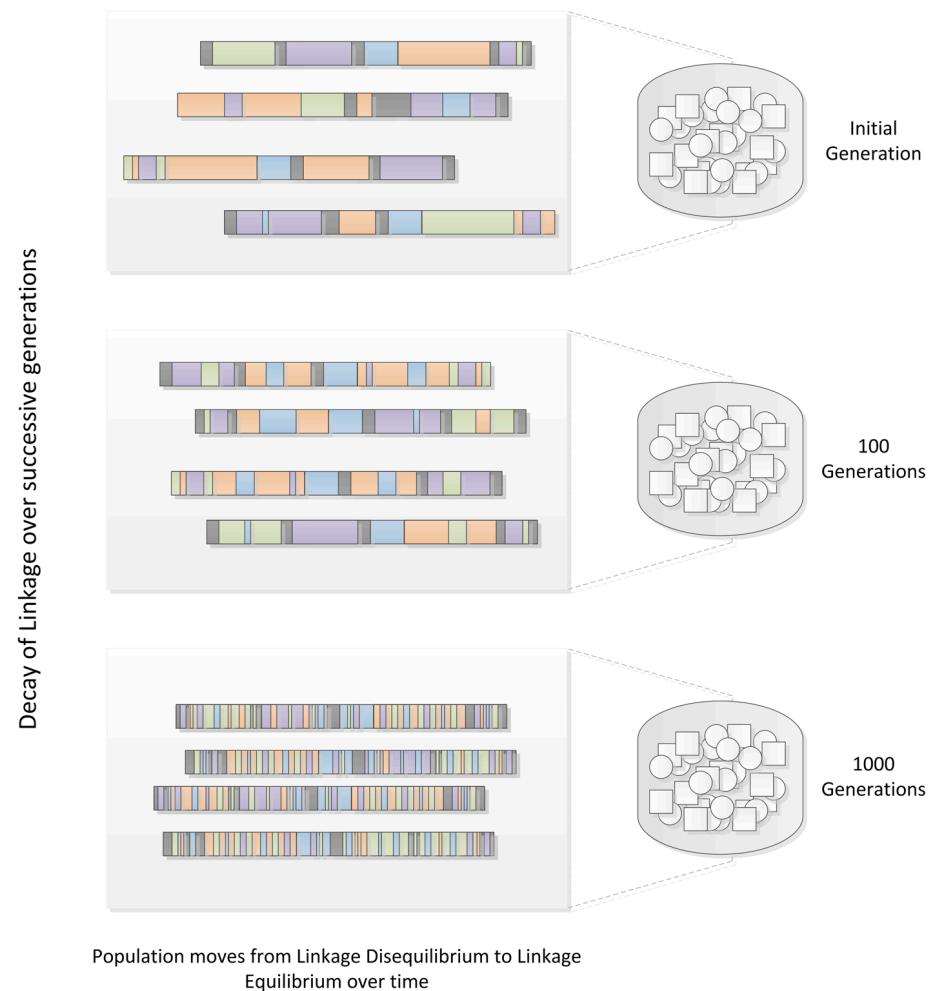 Decay of Linkage over successive generations
Initial
Generation
100
Generations
1000
Generations
Population moves from Linkage Disequilibrium to Linkage
Equilibrium over time